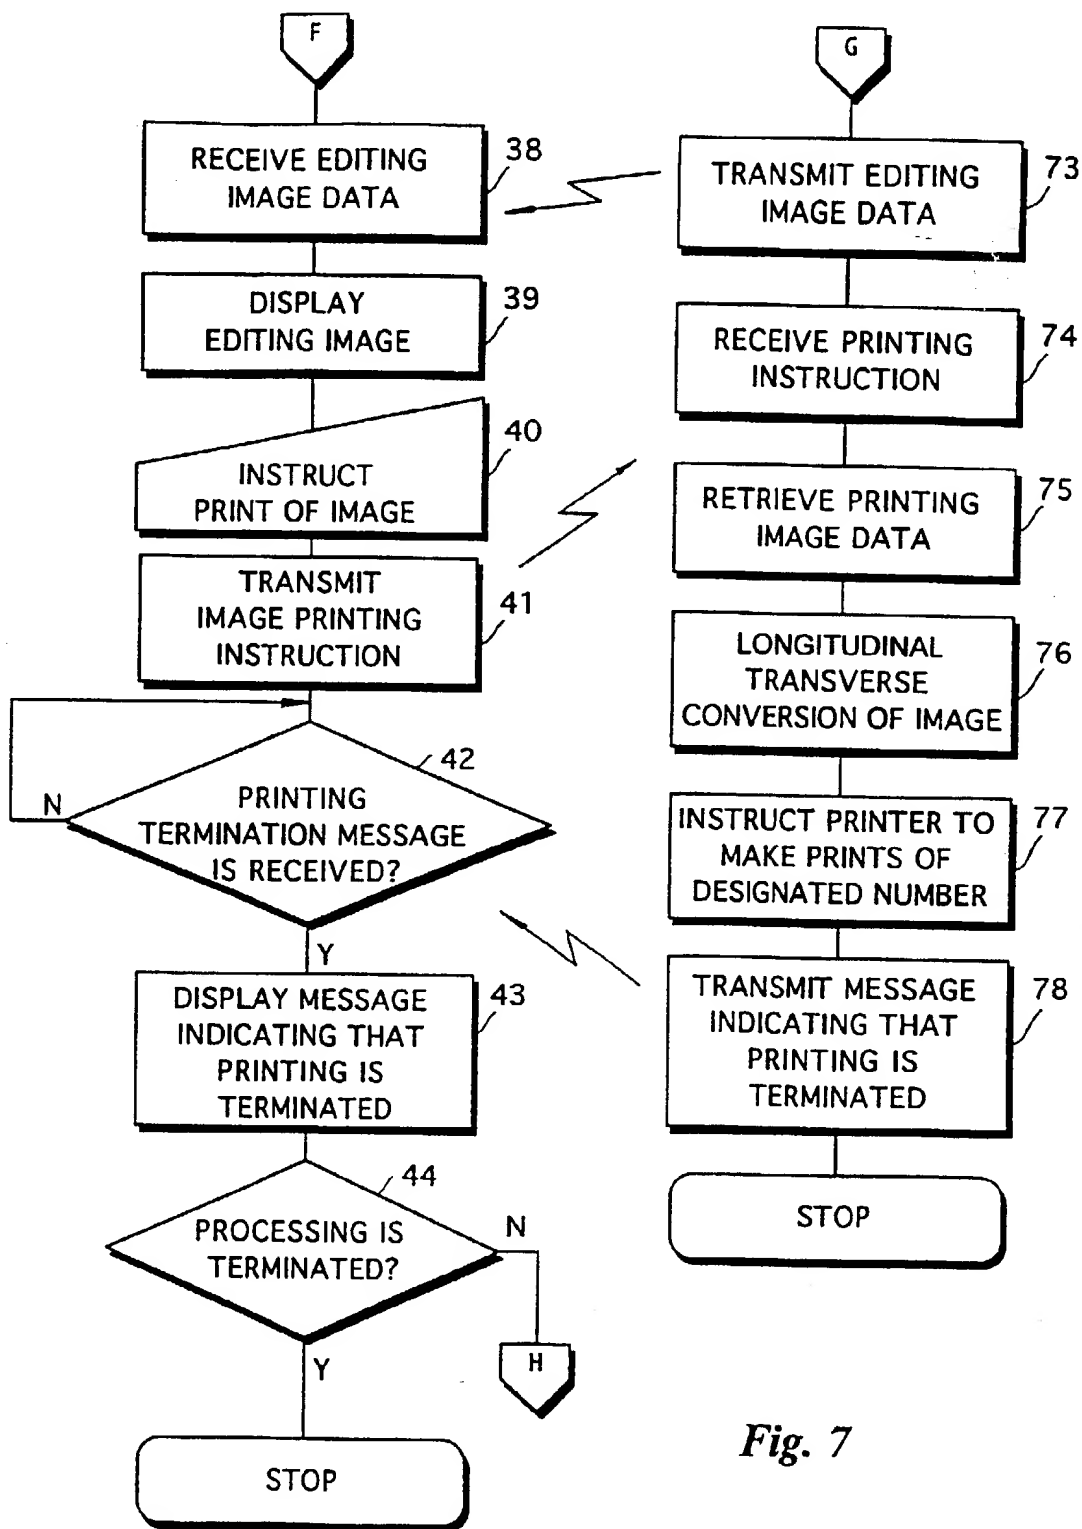 F
RECEIVE EDITING
IMAGE DATA
38
DISPLAY
EDITING IMAGE
39
INSTRUCT
PRINT OF IMAGE
40
TRANSMIT
IMAGE PRINTING
INSTRUCTION
41
42
N
PRINTING
TERMINATION MESSAGE
IS RECEIVED?
Y
DISPLAY MESSAGE
INDICATING THAT
PRINTING IS
TERMINATED
43
44
PROCESSING IS
TERMINATED?
N
H
Y
STOP
G
TRANSMIT EDITING
IMAGE DATA
73
RECEIVE PRINTING
INSTRUCTION
74
RETRIEVE PRINTING
IMAGE DATA
75
LONGITUDINAL
TRANSVERSE
CONVERSION OF IMAGE
76
INSTRUCT PRINTER TO
MAKE PRINTS OF
DESIGNATED NUMBER
77
TRANSMIT MESSAGE
INDICATING THAT
PRINTING IS
TERMINATED
78
STOP
Fig. 7